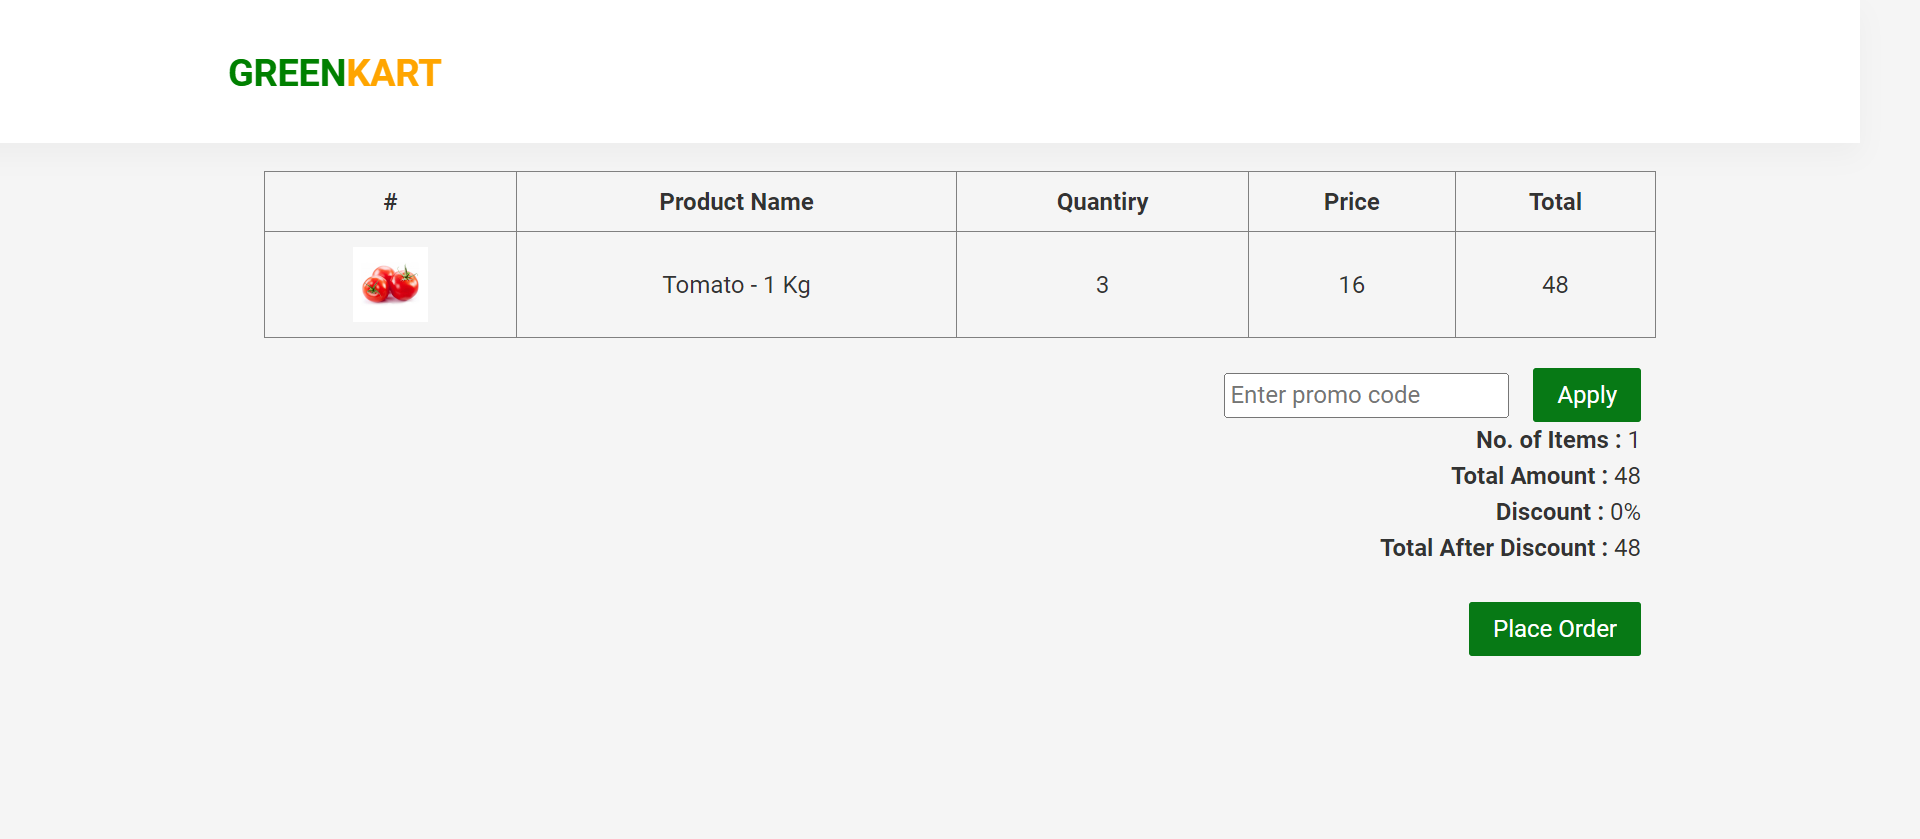 GREENKART
# Product Name Quantiry Price Total
Tomato - 1 Kg 3 16 48
Enter promo code Apply
No. of Items : 1
Total Amount : 48
Discount : 0%
Total After Discount : 48
Place Order